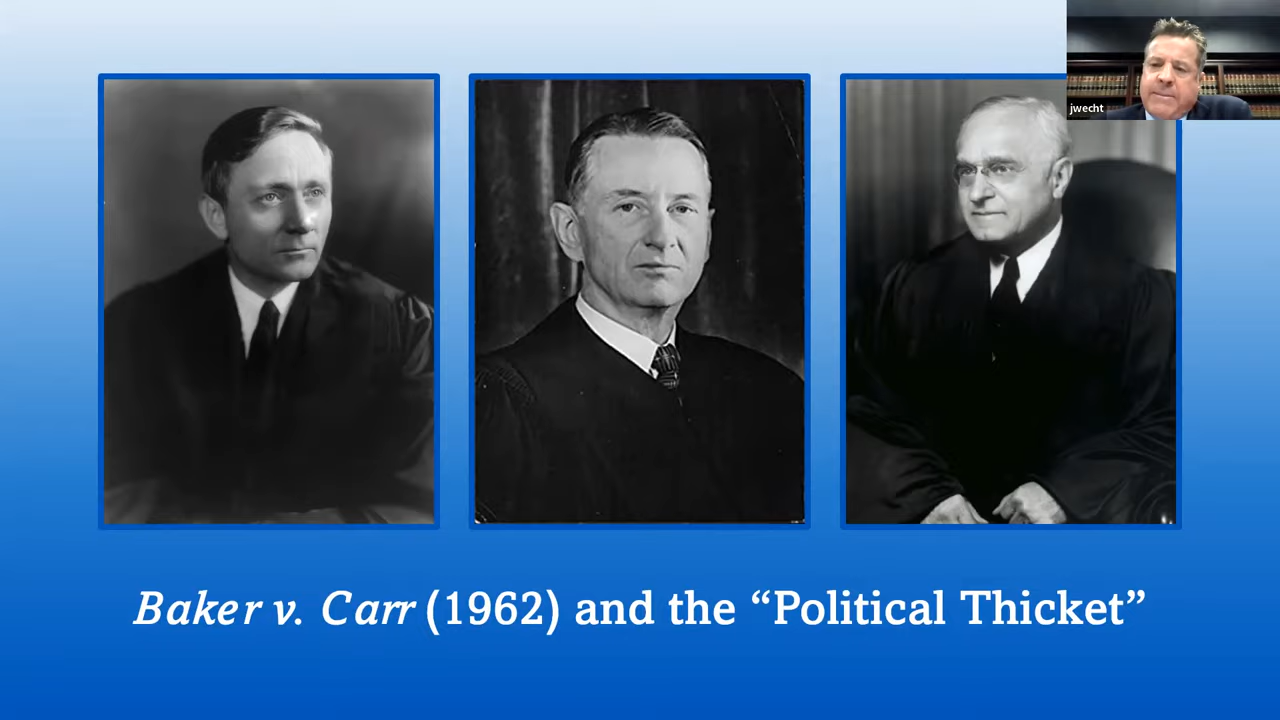 jwecht
Baker v. Carr (1962) and the “Political Thicket”